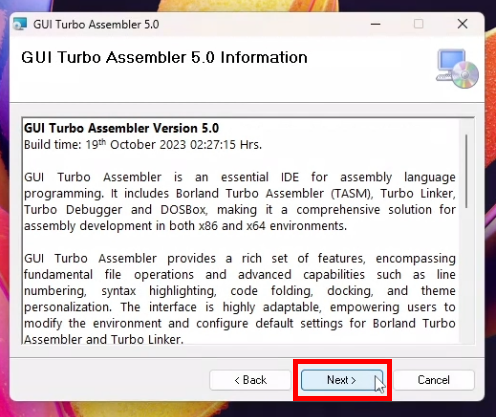 GUI Turbo Assembler 5.0
GUI Turbo Assembler 5.0 Information
GUI Turbo Assembler Version 5.0
Build time: 19th October 2023 02:27:15 Hrs.
GUI Turbo Assembler is an essential IDE for assembly language
programming. It includes Borland Turbo Assembler (TASM), Turbo Linker,
Turbo Debugger and DOSBox, making it a comprehensive solution for
assembly development in both x86 and x64 environments.
GUI Turbo Assembler provides a rich set of features, encompassing
fundamental file operations and advanced capabilities such as line
numbering, syntax highlighting, code folding, docking, and theme
personalization. The interface is highly adaptable, empowering users to
modify the environment and configure default settings for Borland Turbo
Assembler and Turbo Linker.
< Back Next > Cancel